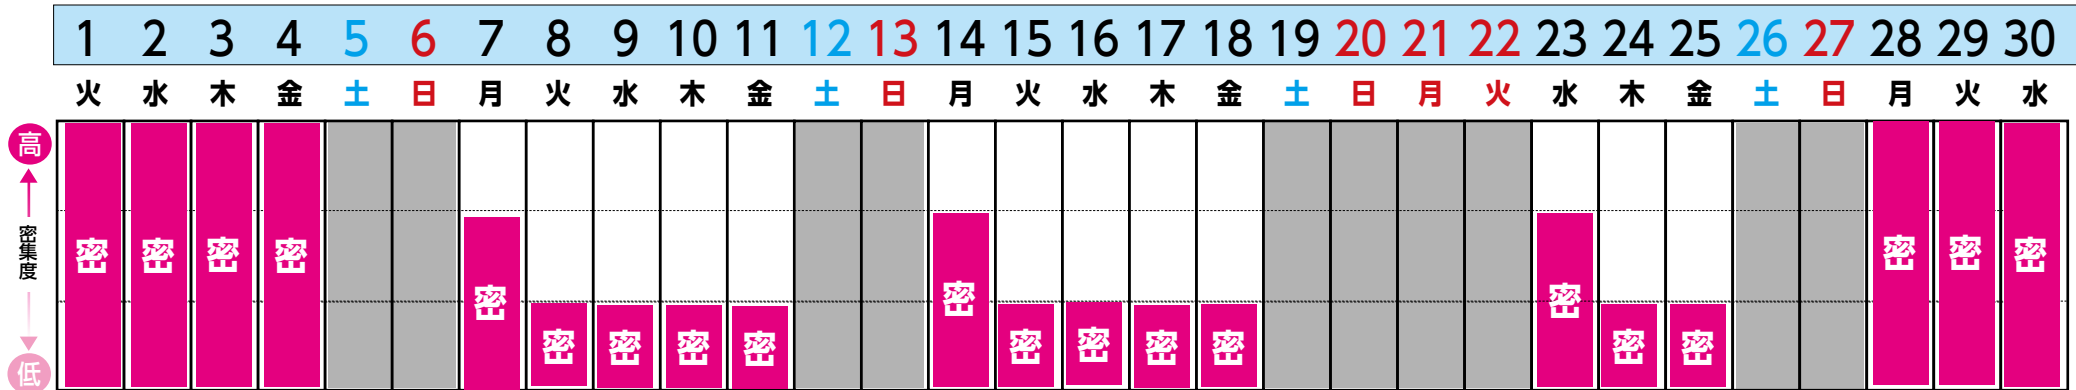 1 2 3 4 5 6 7 8 9 10 11 12 13 14 15 16 17 18 19 20 21 22 23 24 25 26 27 28 29 30
火 水 木 金 土 日 月 火 水 木 金 土 日 月 火 水 木 金 土 日 月 火 水 木 金 土 日 月 火 水
高
密集度
低
密 密 密 密 密 密 密 密 密 密 密 密 密 密 密 密 密 密 密 密